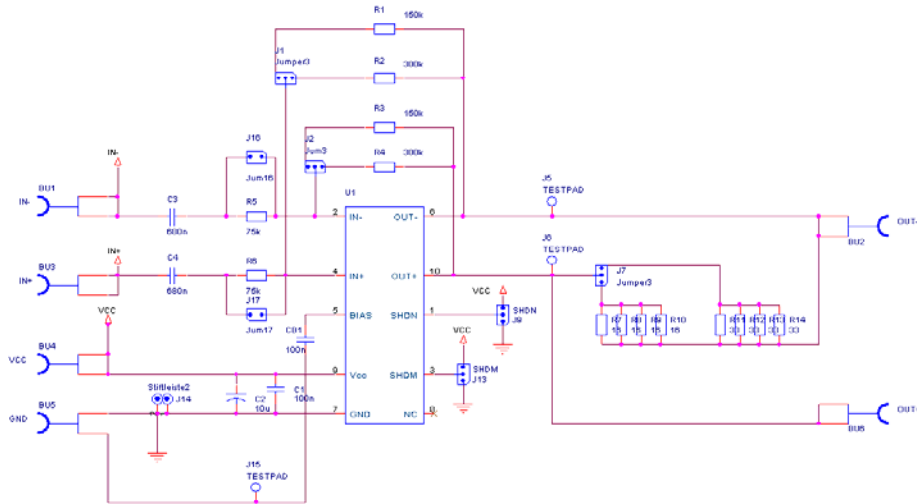 R1
150k
J1
Jumper3
R2
300k
R3
150k
J2
Jum3
R4
300k
J16
Jum16
IN-
BU1
IN-
C3
680n
R5
75k
U1
2
IN-
OUT-
6
J5
TESTPAD
BU2
OUT-
IN+
BU3
IN+
C4
680n
R6
75k
J17
Jum17
4
IN+
OUT+
10
J6
TESTPAD
J7
Jumper3
VCC
5
BIAS
SHDN
1
VCC
SHDN
J9
CB1
100n
R7
15
R8
15
R9
15
R10
15
R11
33
R12
33
R13
33
R14
33
BU4
VCC
9
Vcc
SHDM
3
VCC
SHDM
J13
Stiftleiste2
J14
C2
10u
C1
100n
BU5
GND
7
GND
NC
8
BU6
J15
TESTPAD